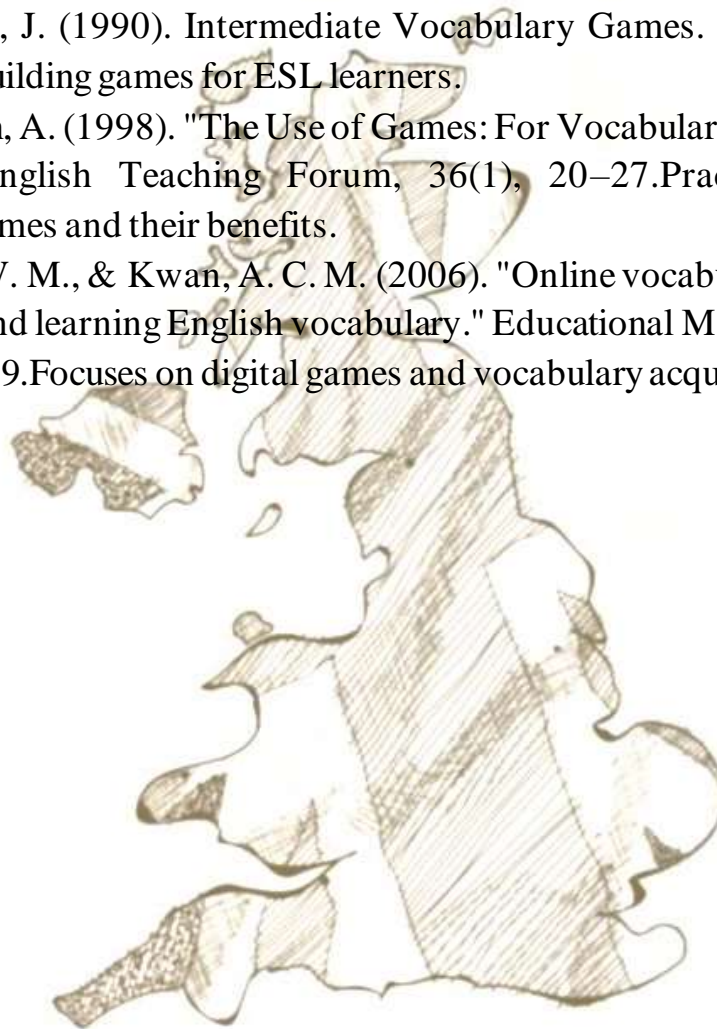 , J. (1990). Intermediate Vocabulary Games.
uilding games for ESL learners.
, A. (1998). "The Use of Games: For Vocabular
nglish Teaching Forum, 36(1), 20–27.Prac
mes and their benefits.
. M., & Kwan, A. C. M. (2006). "Online vocabu
nd learning English vocabulary." Educational M
9.Focuses on digital games and vocabulary acqu